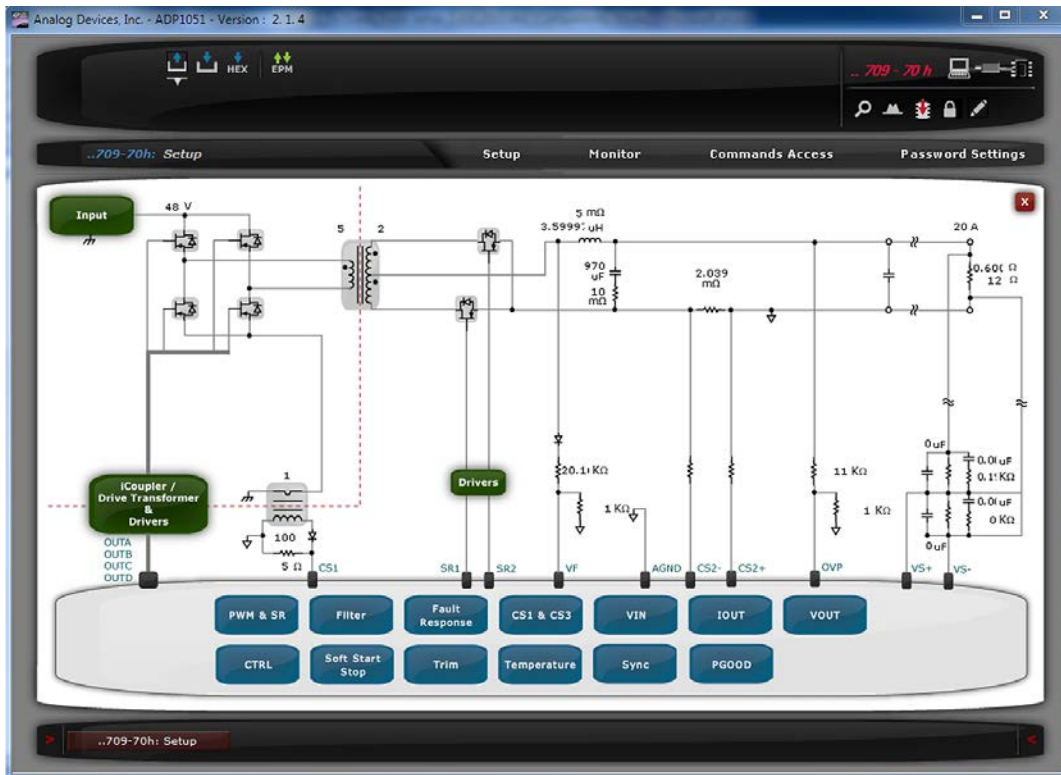 Analog Devices, Inc. - ADP1051 - Version : 2. 1. 4
HEX
EPM
.. 709 - 70 h
..709-70h: Setup
Setup
Monitor
Commands Access
Password Settings
Input
48 V
5
2
5 mΩ
uH
970
uF
10
mΩ
2.039
mΩ
20 A
12 Ω
iCoupler /
Drive Transformer
&
Drivers
1
100
5 Ω
Drivers
KΩ
1 KΩ
11 KΩ
1 KΩ
0uF
0uF
0KΩ
OUTA
OUTB
OUTC
OUTD
CS1
SR1
SR2
VF
AGND
CS2-
CS2+
OVP
VS+
VS-
PWM & SR
Filter
Fault
Response
CS1 & CS3
VIN
IOUT
VOUT
CTRL
Soft Start
Stop
Trim
Temperature
Sync
PGOOD
..709-70h: Setup